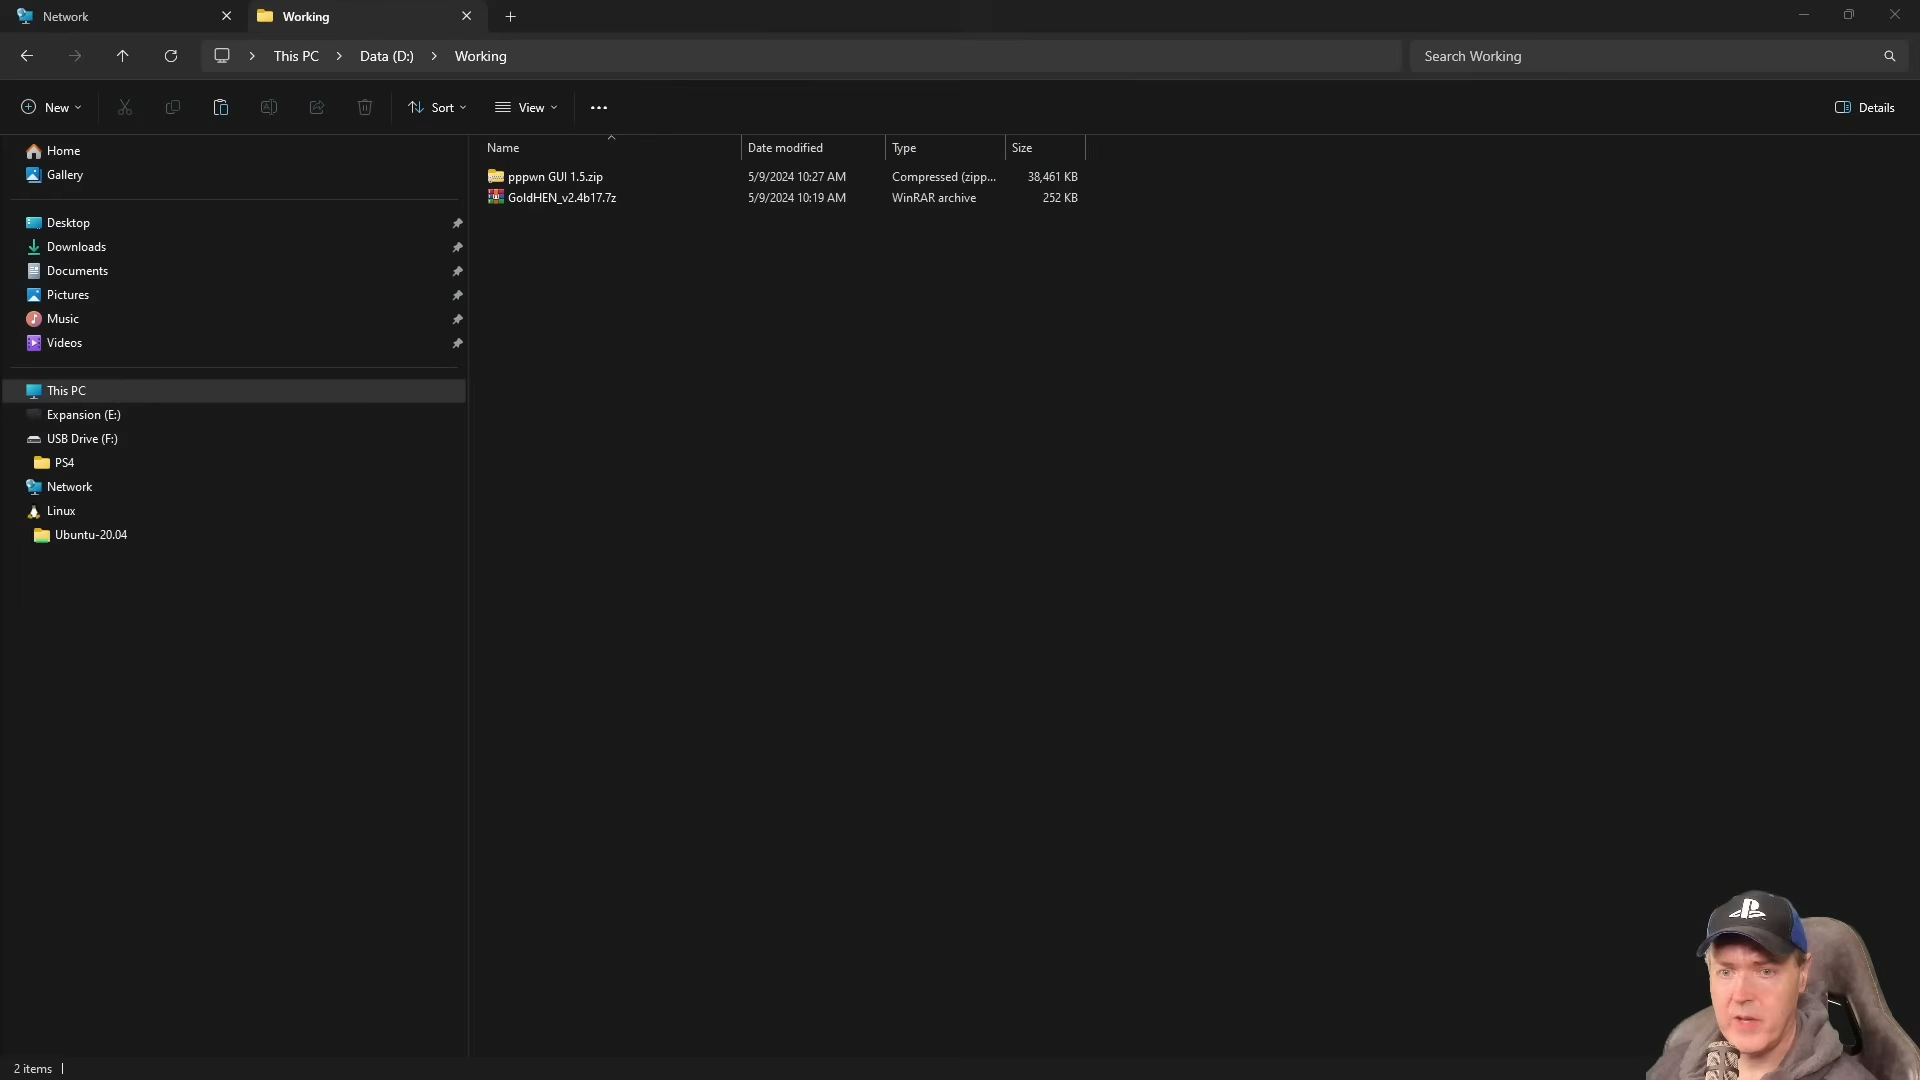 Network
Working
This PC
Data (D:)
Working
Search Working
New
Sort
View
Details
Home
Gallery
Desktop
Downloads
Documents
Pictures
Music
Videos
This PC
Expansion (E:)
USB Drive (F:)
PS4
Network
Linux
Ubuntu-20.04
Name Date modified Type Size
pppwn GUI 1.5.zip 5/9/2024 10:27 AM Compressed (zipp... 38,461 KB
GoldHEN_v2.4b17.7z 5/9/2024 10:19 AM WinRAR archive 252 KB
2 items